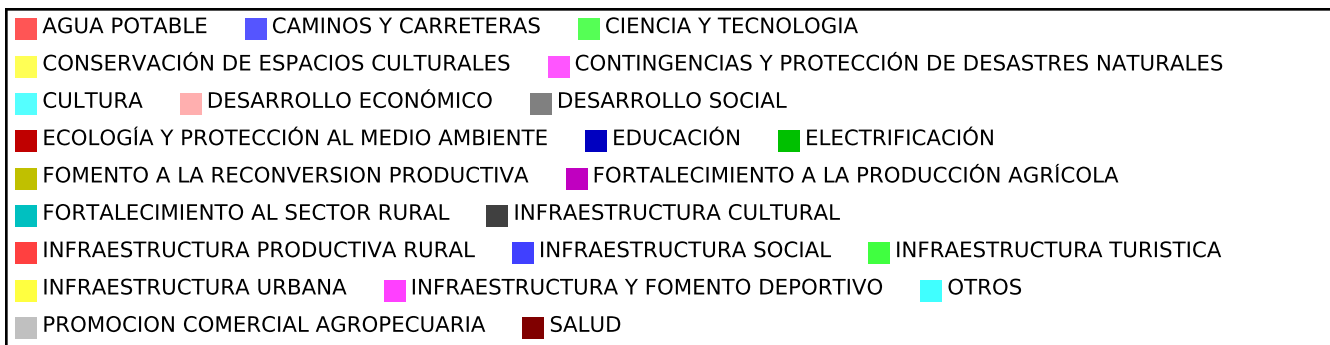 AGUA POTABLE CAMINOS Y CARRETERAS CIENCIA Y TECNOLOGIA
CONSERVACIÓN DE ESPACIOS CULTURALES CONTINGENCIAS Y PROTECCIÓN DE DESASTRES NATURALES
CULTURA DESARROLLO ECONÓMICO DESARROLLO SOCIAL
ECOLOGÍA Y PROTECCIÓN AL MEDIO AMBIENTE EDUCACIÓN ELECTRIFICACIÓN
FOMENTO A LA RECONVERSION PRODUCTIVA FORTALECIMIENTO A LA PRODUCCIÓN AGRÍCOLA
FORTALECIMIENTO AL SECTOR RURAL INFRAESTRUCTURA CULTURAL
INFRAESTRUCTURA PRODUCTIVA RURAL INFRAESTRUCTURA SOCIAL INFRAESTRUCTURA TURISTICA
INFRAESTRUCTURA URBANA INFRAESTRUCTURA Y FOMENTO DEPORTIVO OTROS
PROMOCION COMERCIAL AGROPECUARIA SALUD